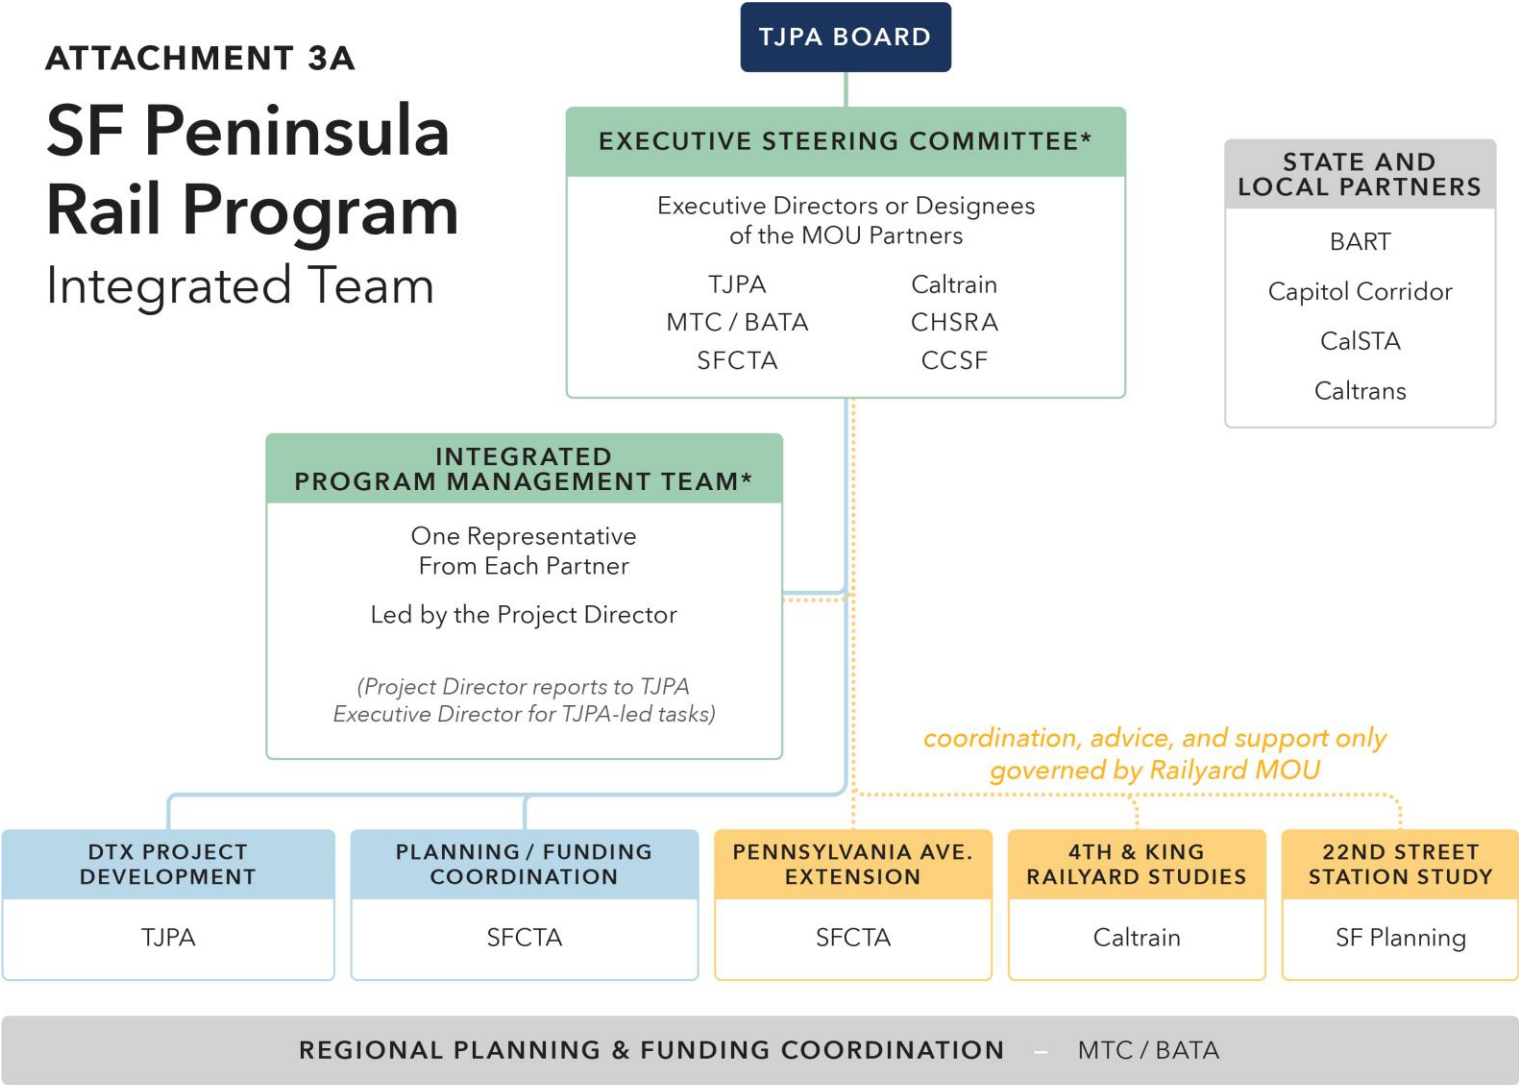 ATTACHMENT 3A
SF Peninsula
Rail Program
Integrated Team
TJPA BOARD
EXECUTIVE STEERING COMMITTEE*
Executive Directors or Designees
of the MOU Partners
TJPA
MTC / BATA
SFCTA
Caltrain
CHSRA
CCSF
STATE AND
LOCAL PARTNERS
BART
Capitol Corridor
CalSTA
Caltrans
INTEGRATED
PROGRAM MANAGEMENT TEAM*
One Representative
From Each Partner
Led by the Project Director
(Project Director reports to TJPA
Executive Director for TJPA-led tasks)
coordination, advice, and support only
governed by Railyard MOU
DTX PROJECT
DEVELOPMENT
TJPA
PLANNING / FUNDING
COORDINATION
SFCTA
PENNSYLVANIA AVE.
EXTENSION
SFCTA
4TH & KING
RAILYARD STUDIES
Caltrain
22ND STREET
STATION STUDY
SF Planning
REGIONAL PLANNING & FUNDING COORDINATION – MTC / BATA